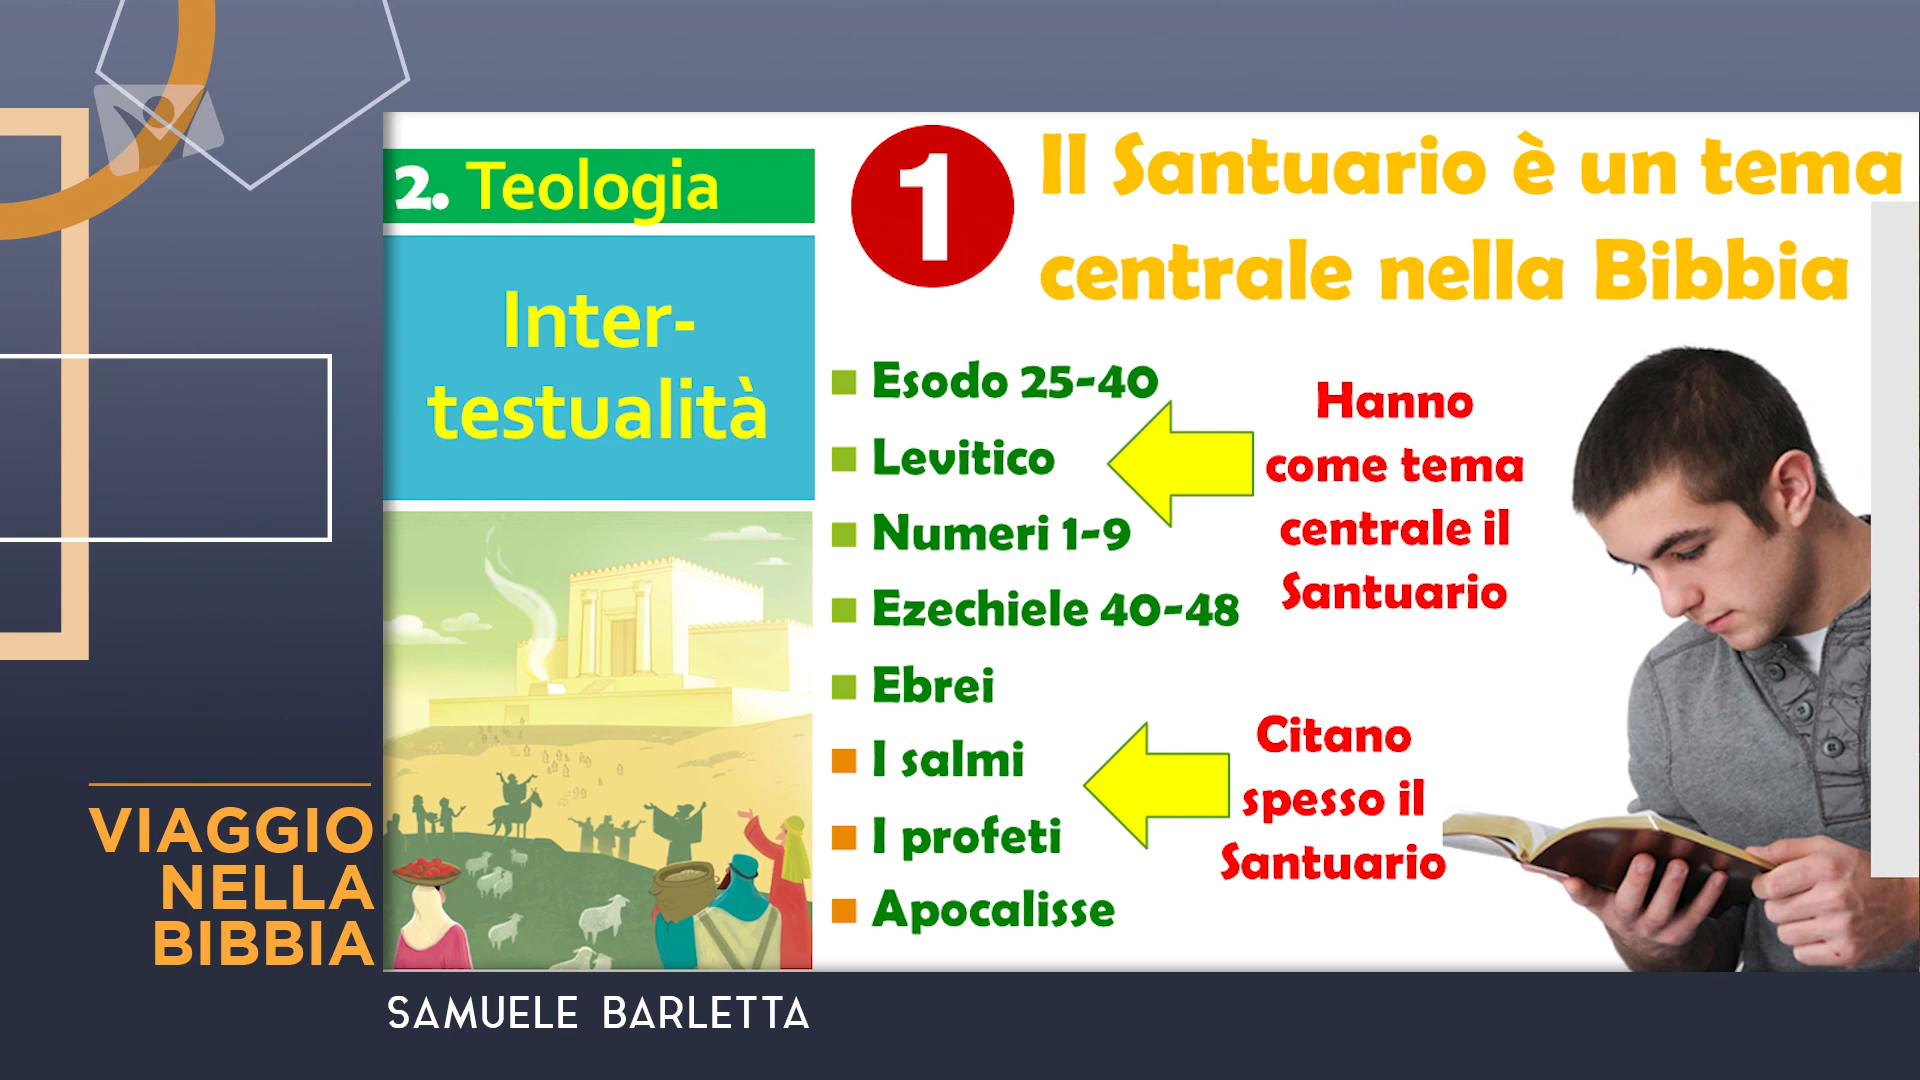 2. Teologia
Inter-
testualità
1
Il Santuario è un tema
centrale nella Bibbia
Esodo 25-40
Levitico
Numeri 1-9
Ezechiele 40-48
Ebrei
I salmi
I profeti
Apocalisse
Hanno
come tema
centrale il
Santuario
Citano
spesso il
Santuario
VIAGGIO
NELLA
BIBBIA
SAMUELE BARLETTA